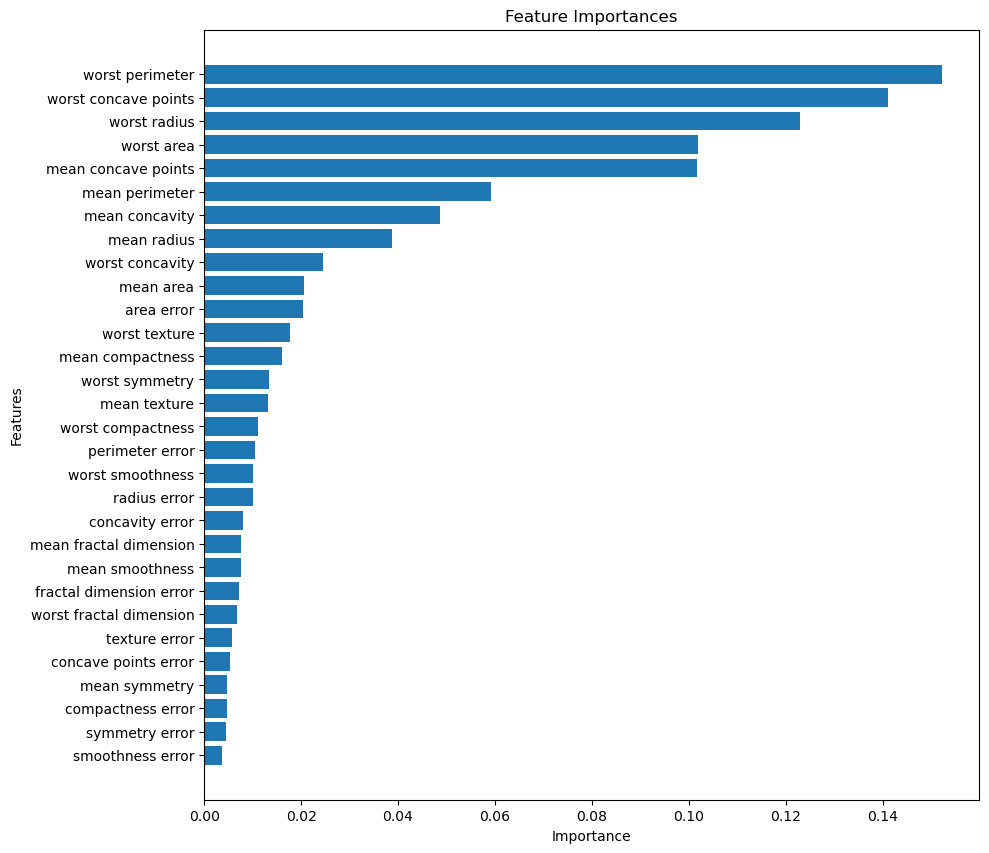 Feature Importances
worst perimeter
worst concave points
worst radius
worst area
mean concave points
mean perimeter
mean concavity
mean radius
worst concavity
mean area
area error
worst texture
mean compactness
worst symmetry
mean texture
worst compactness
perimeter error
worst smoothness
radius error
concavity error
mean fractal dimension
mean smoothness
fractal dimension error
worst fractal dimension
texture error
concave points error
mean symmetry
compactness error
symmetry error
smoothness error
Features
0.00 0.02 0.04 0.06 0.08 0.10 0.12 0.14
Importance